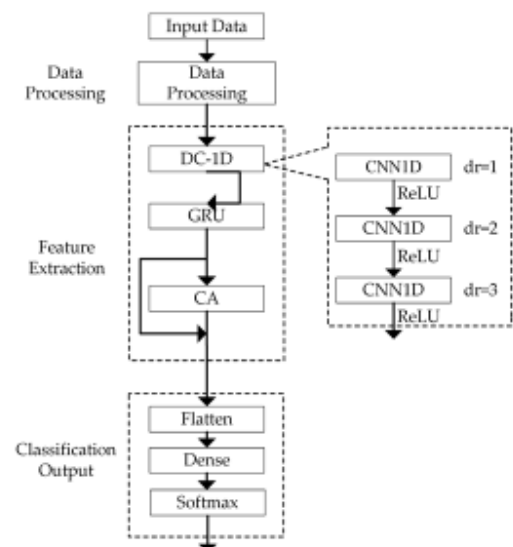 Input Data
Data
Processing
Data
Processing
DC-1D
GRU
CA
Feature
Extraction
CNN1D
dr=1
ReLU
CNN1D
dr=2
ReLU
CNN1D
dr=3
ReLU
Flatten
Dense
Softmax
Classification
Output